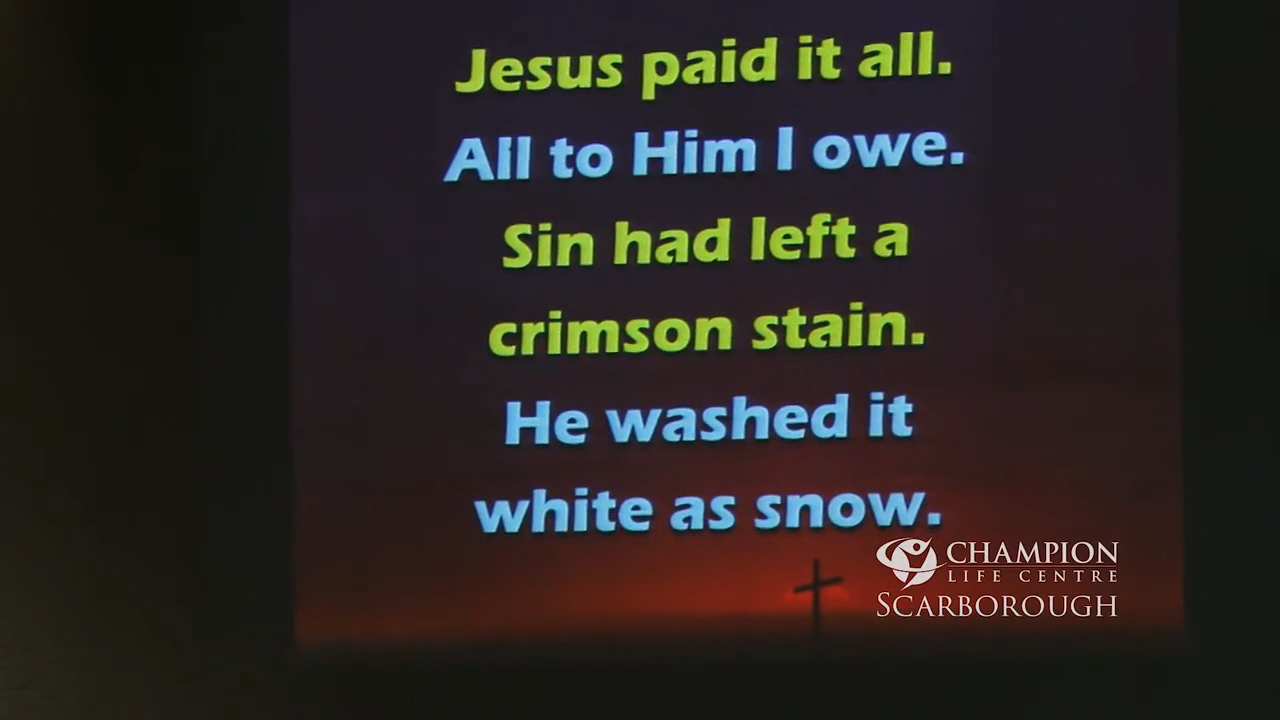 Jesus paid it all.
All to Him I owe.
Sin had left a
crimson stain.
He washed it
white as snow.
CHAMPION
LIFE CENTRE
SCARBOROUGH